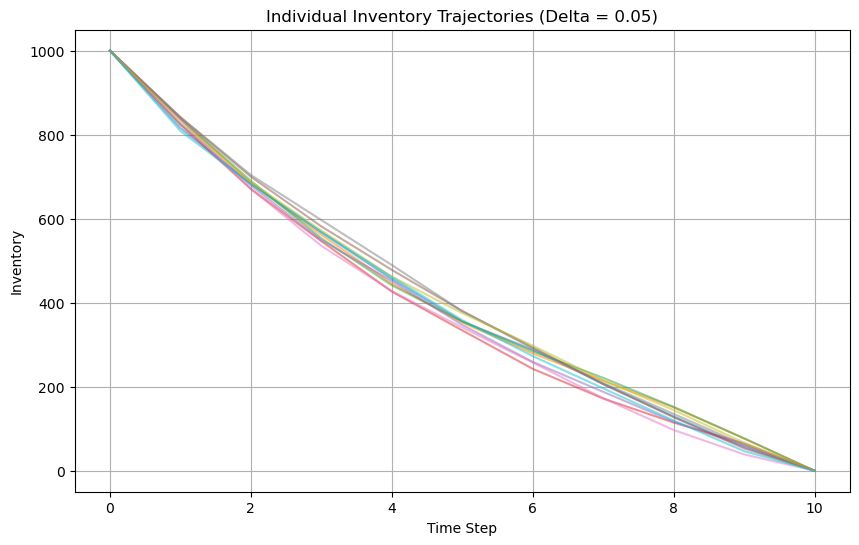 Individual Inventory Trajectories (Delta = 0.05)
Inventory
1000
800
600
400
200
0
0 2 4 6 8 10
Time Step